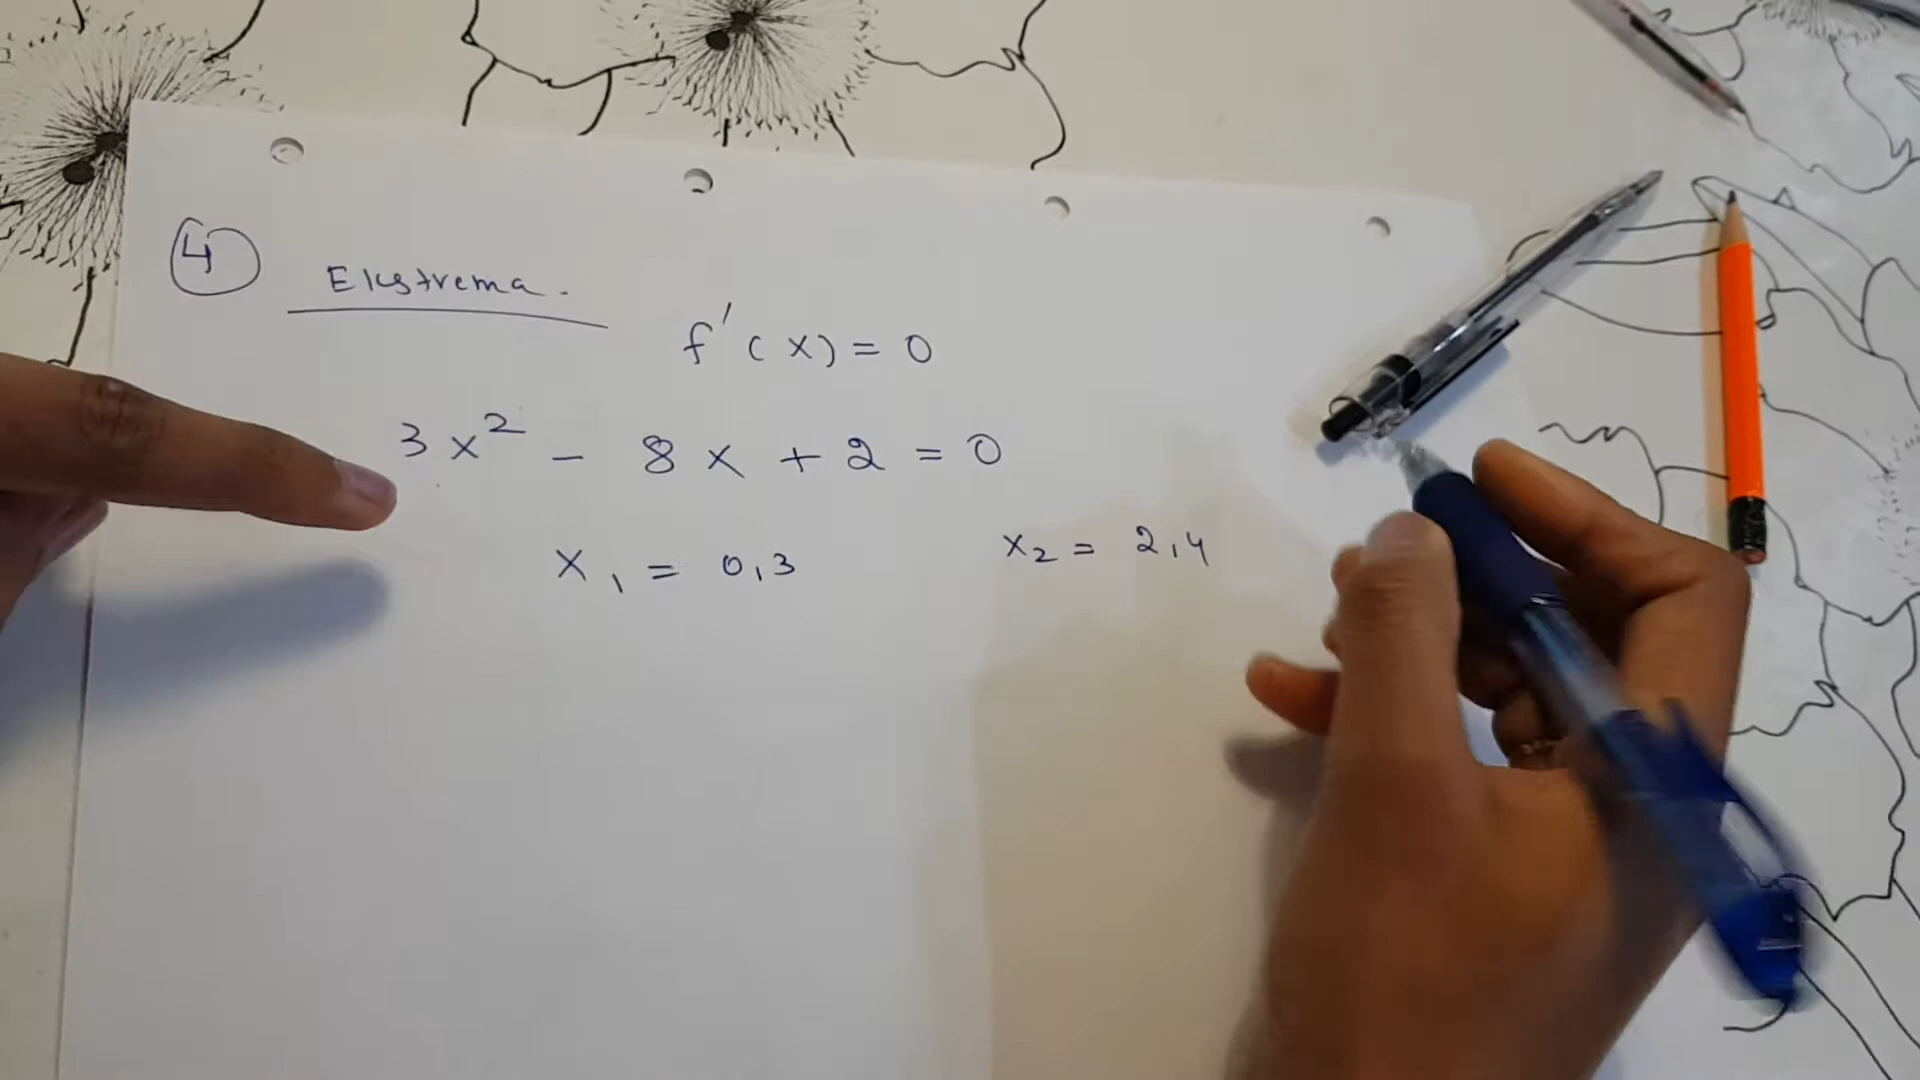 4 Ekstrema.
f'(x) = 0
3x² - 8x + 2 = 0
x₁ = 0,3 x₂ = 2,4